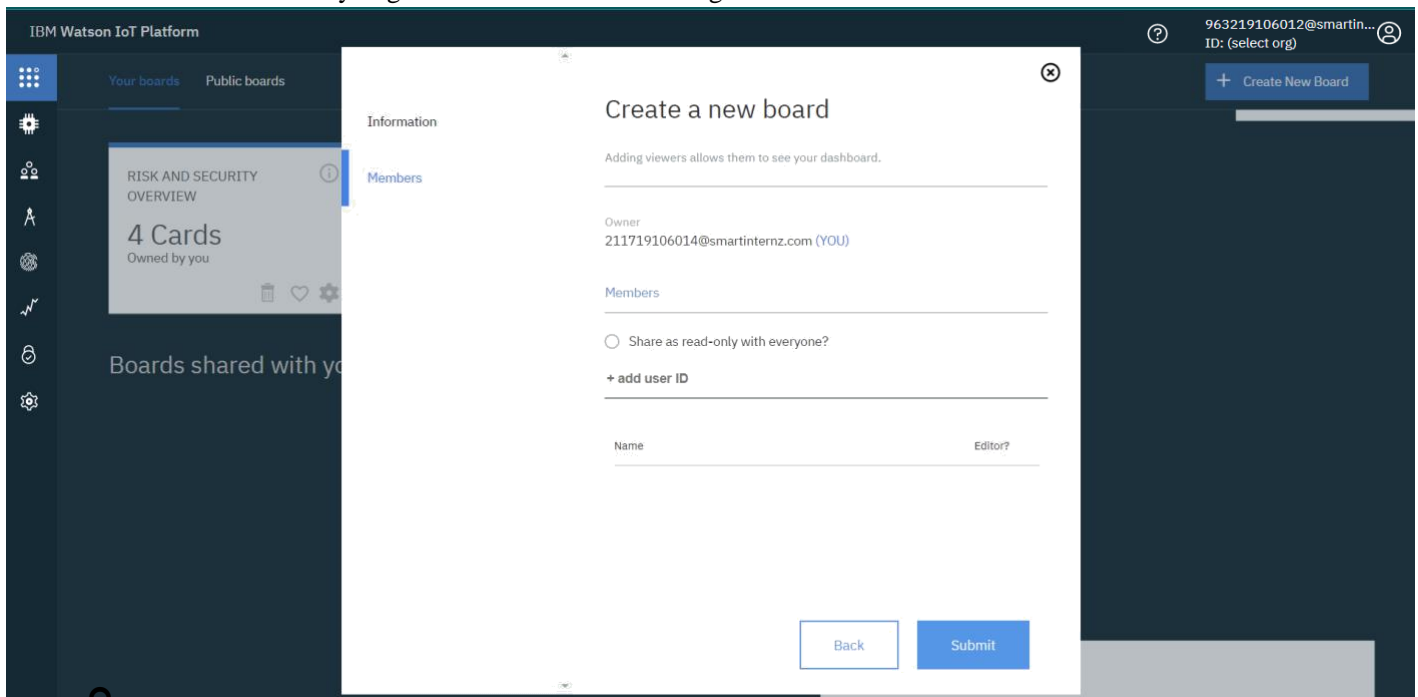 IBM Watson IoT Platform
963219106012@smartin...
ID: (select org)
Your boards
Public boards
+ Create New Board
RISK AND SECURITY
OVERVIEW
4 Cards
Owned by you
Boards shared with yo
Information
Members
Create a new board
Adding viewers allows them to see your dashboard.
Owner
211719106014@smartinternz.com (YOU)
Members
Share as read-only with everyone?
+ add user ID
Name
Editor?
Back
Submit